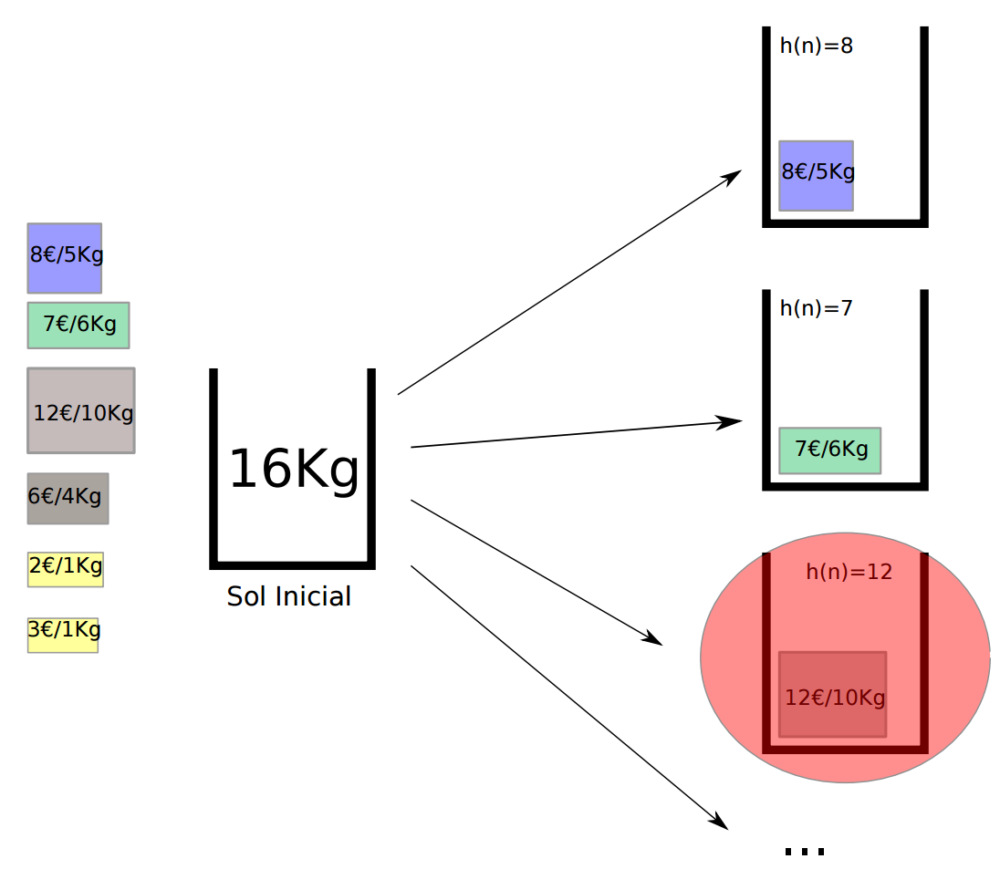 8€/5Kg
7€/6Kg
12€/10Kg
6€/4Kg
2€/1Kg
3€/1Kg
16Kg
Sol Inicial
h(n)=8
8€/5Kg
h(n)=7
7€/6Kg
h(n)=12
12€/10Kg
...